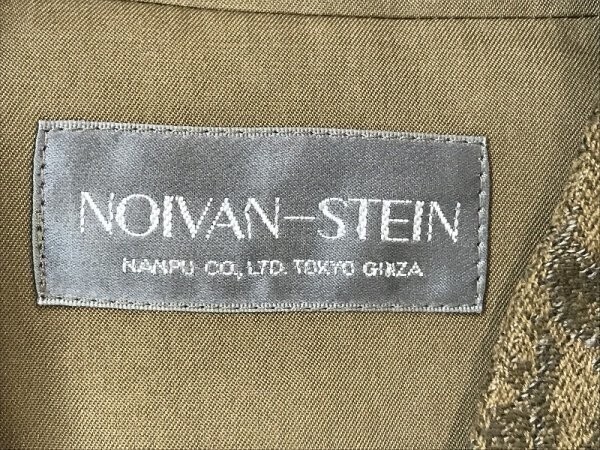 NOIVAN-STEIN
NANPU CO., LTD. TOKYO GINZA